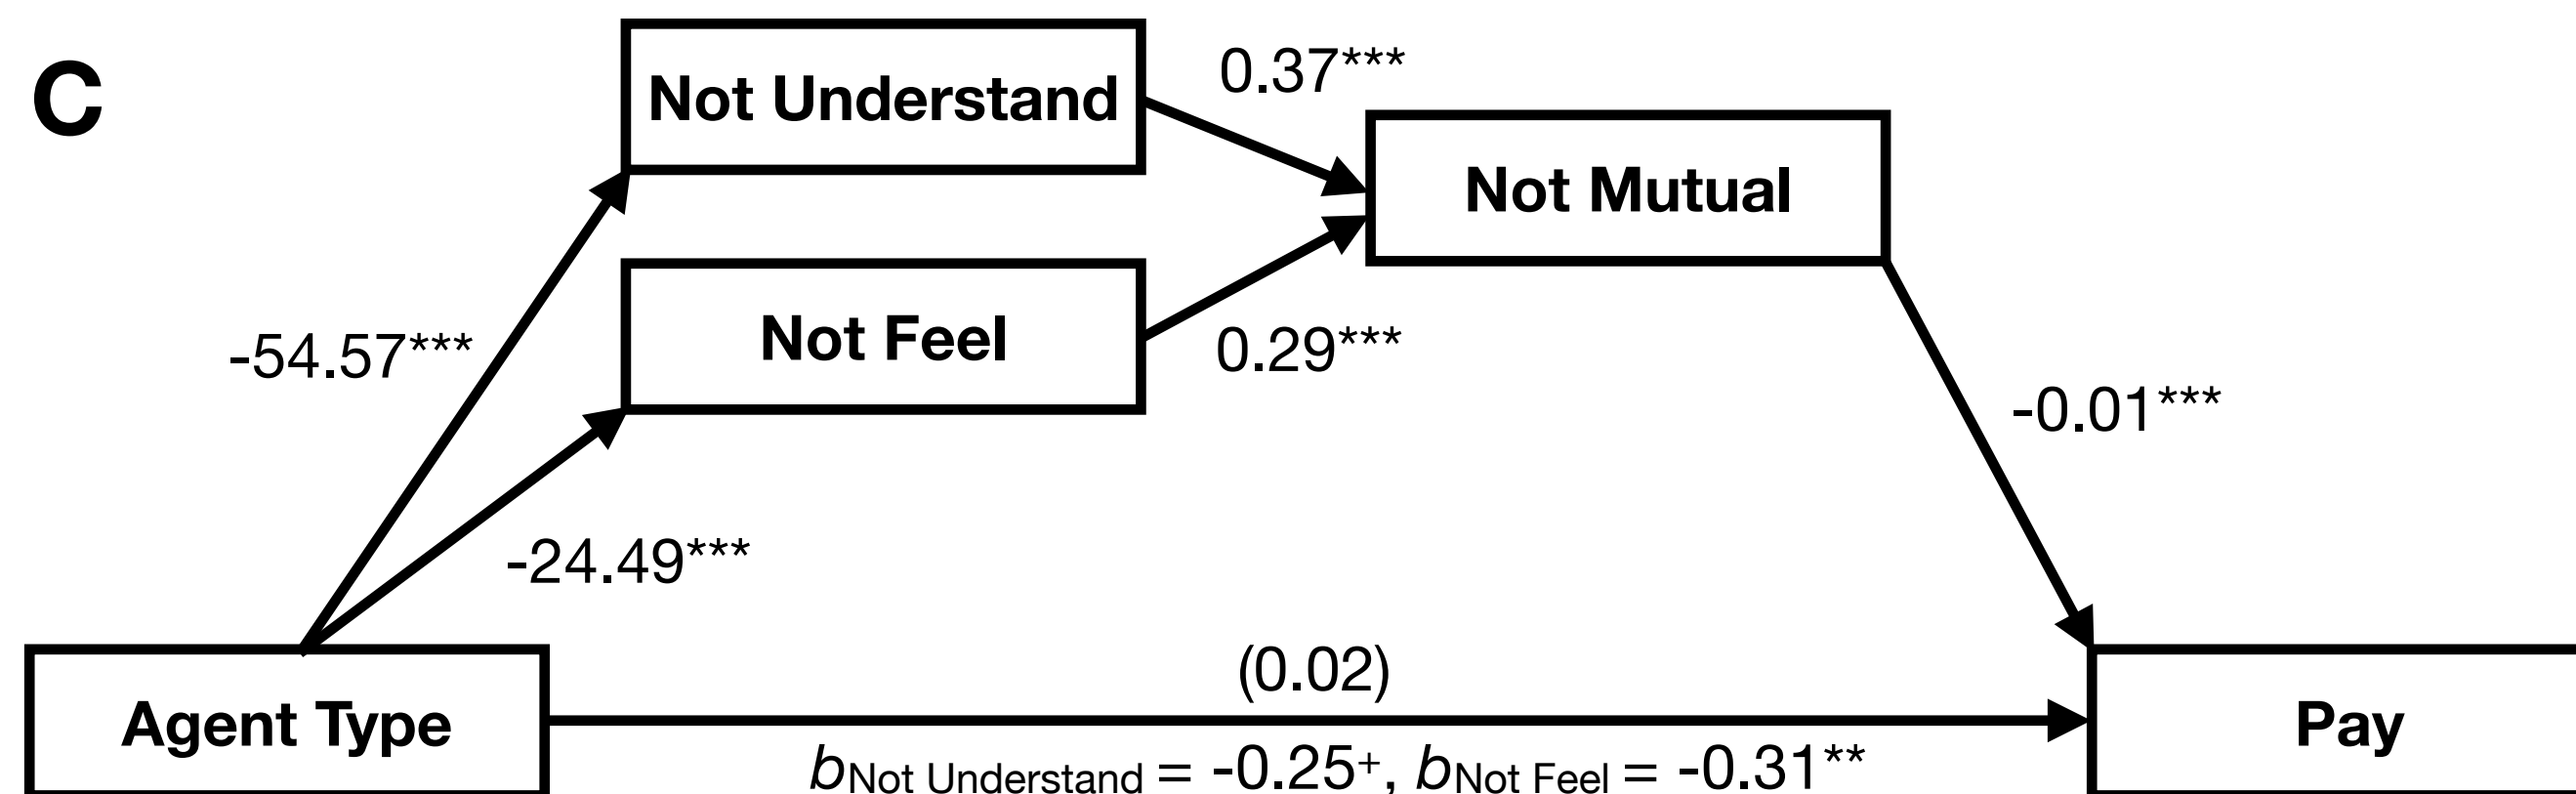 C
Not Understand
0.37***
Not Mutual
Not Feel
0.29***
-54.57***
-0.01***
-24.49***
(0.02)
Agent Type
Pay
bNot Understand = -0.25+, bNot Feel = -0.31**